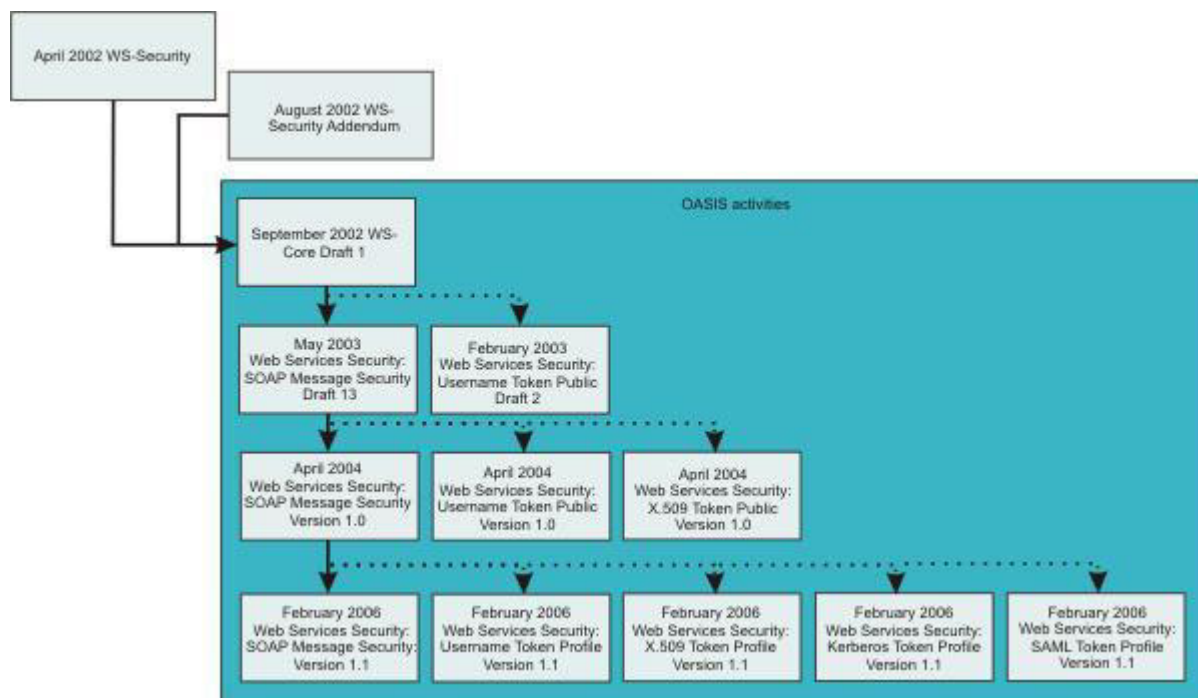 April 2002 WS-Security
August 2002 WS-
Security Addendum
OASIS activities
September 2002 WS-
Core Draft 1
May 2003
Web Services Security:
SOAP Message Security
Draft 13
February 2003
Web Services Security:
Username Token Public
Draft 2
April 2004
Web Services Security:
SOAP Message Security
Version 1.0
April 2004
Web Services Security:
Username Token Public
Version 1.0
April 2004
Web Services Security:
X.509 Token Public
Version 1.0
February 2006
Web Services Security:
SOAP Message Security:
Version 1.1
February 2006
Web Services Security:
Username Token Profile
Version 1.1
February 2006
Web Services Security:
X.509 Token Profile
Version 1.1
February 2006
Web Services Security:
Kerberos Token Profile
Version 1.1
February 2006
Web Services Security:
SAML Token Profile
Version 1.1